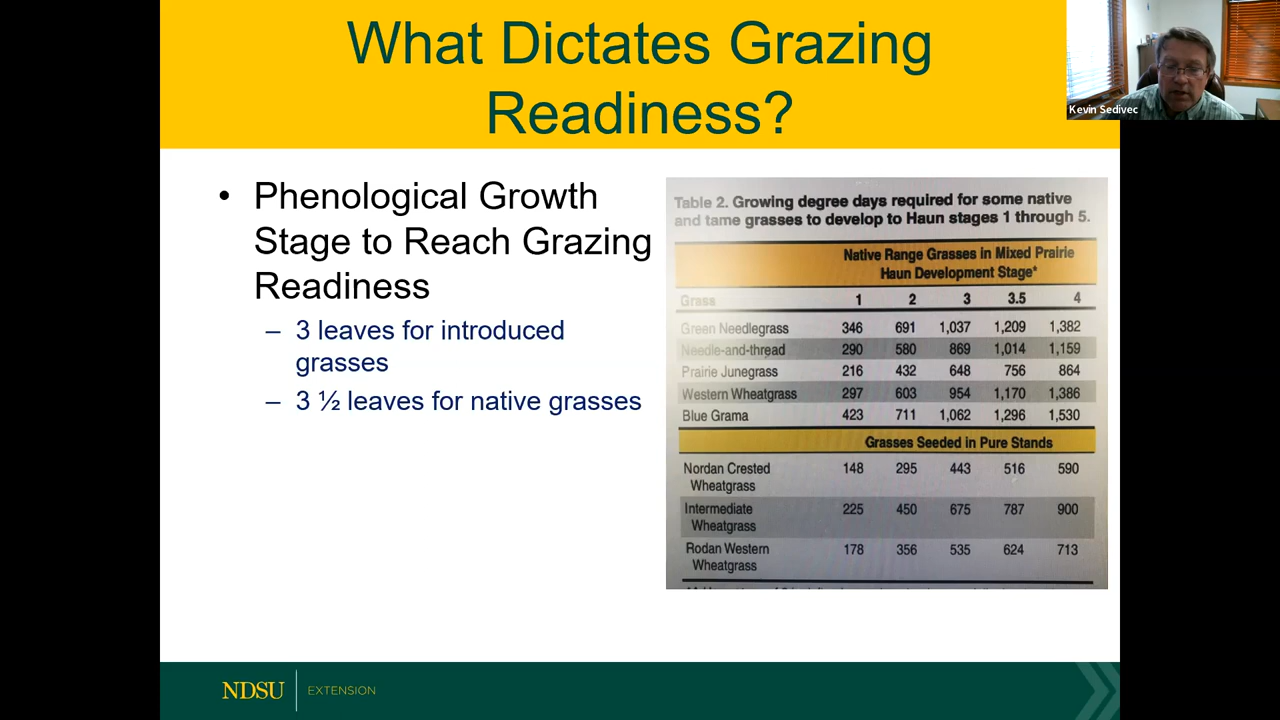 What Dictates Grazing
Readiness?
Kevin Sedivec
• Phenological Growth
Stage to Reach Grazing
Readiness
– 3 leaves for introduced
grasses
– 3 ½ leaves for native grasses
Table 2. Growing degree days required for some native
and tame grasses to develop to Haun stages 1 through 5.
Native Range Grasses in Mixed Prairie
Haun Development Stage*
Grass 1 2 3 3.5 4
Green Needlegrass 346 691 1,037 1,209 1,382
Needle-and-thread 290 580 869 1,014 1,159
Prairie Junegrass 216 432 648 756 864
Western Wheatgrass 297 603 954 1,170 1,386
Blue Grama 423 711 1,062 1,296 1,530
Grasses Seeded in Pure Stands
Nordan Crested 148 295 443 516 590
Wheatgrass
Intermediate 225 450 675 787 900
Wheatgrass
Rodan Western 178 356 535 624 713
Wheatgrass
NDSU EXTENSION